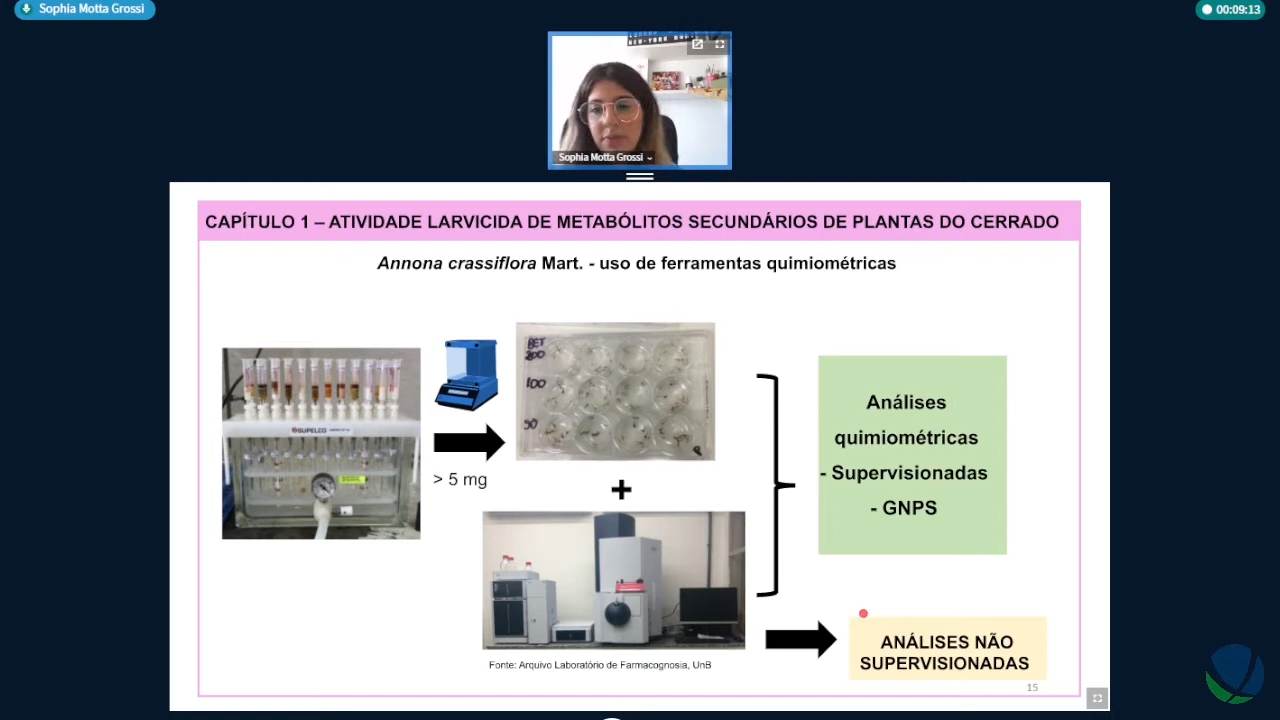 Sophia Motta Grossi
00:09:13
Sophia Motta Grossi
CAPÍTULO 1 – ATIVIDADE LARVICIDA DE METABÓLITOS SECUNDÁRIOS DE PLANTAS DO CERRADO
Annona crassiflora Mart. - uso de ferramentas quimiométricas
RET
200
100
50
SUPELCO
> 5 mg
+
Análises
quimiométricas
- Supervisionadas
- GNPS
Fonte: Arquivo Laboratório de Farmacognosia, UnB
ANÁLISES NÃO
SUPERVISIONADAS
15